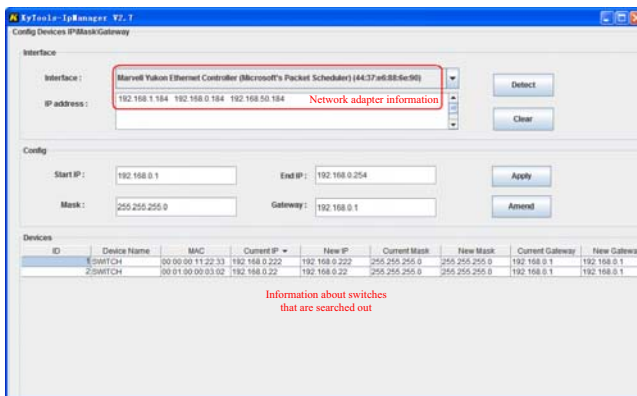 KyTools-IpManager V2.7
Config Devices IP\Mask\Gateway
Interface
Interface : Marvell Yukon Ethernet Controller (Microsoft's Packet Scheduler) (44:37:e6:88:6e:90) Detect
IP address : 192.168.1.184 192.168.0.184 192.168.50.184 Network adapter information
Clear
Config
Start IP : 192.168.0.1 End IP : 192.168.0.254 Apply
Mask : 255.255.255.0 Gateway : 192.168.0.1 Amend
Devices
ID Device Name MAC Current IP New IP Current Mask New Mask Current Gateway New Gatewa
1 SWITCH 00:00:00:11:22:33 192.168.0.222 192.168.0.222 255.255.255.0 255.255.255.0 192.168.0.1 192.168.0.1
2 SWITCH 00:01:00:00:03:02 192.168.0.22 192.168.0.22 255.255.255.0 255.255.255.0 192.168.0.1 192.168.0.1
Information about switches
that are searched out